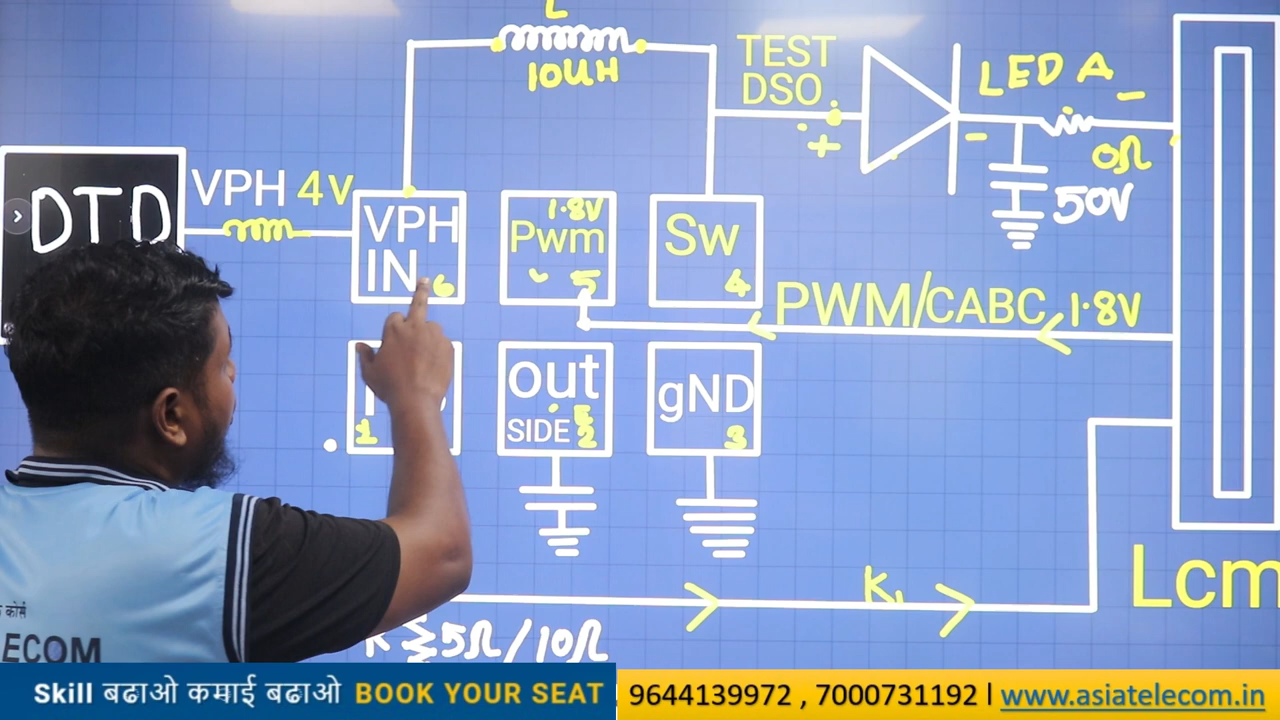 L
10UH
TEST
DSO
+
LED A
-
-
0Ω
50V
DTD
VPH 4V
VPH
IN
6
1.8V
Pwm
5
Sw
4
PWM/CABC 1.8V
1
out
SIDE
2
gND
3
K1
R 5Ω/10Ω
Lcm
कोर्स
ECOM
Skill बढाओ कमाई बढाओ BOOK YOUR SEAT
9644139972 , 7000731192 l www.asiatelecom.in